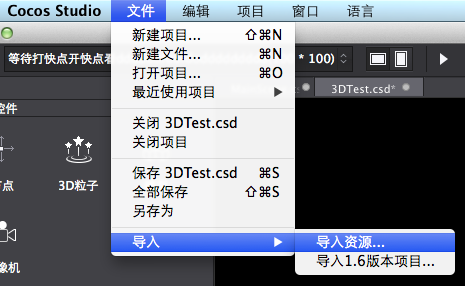 Cocos Studio 文件 编辑 项目 窗口 语言
新建项目... ⇧⌘N
新建文件... ⌘N
打开项目... ⌘O
最近使用项目
关闭 3DTest.csd
关闭项目
保存 3DTest.csd ⌘S
全部保存 ⇧⌘S
另存为
导入
导入资源...
导入1.6版本项目...
等待打快点开快点看
* 100)
3DTest.csd*
控件
3D粒子